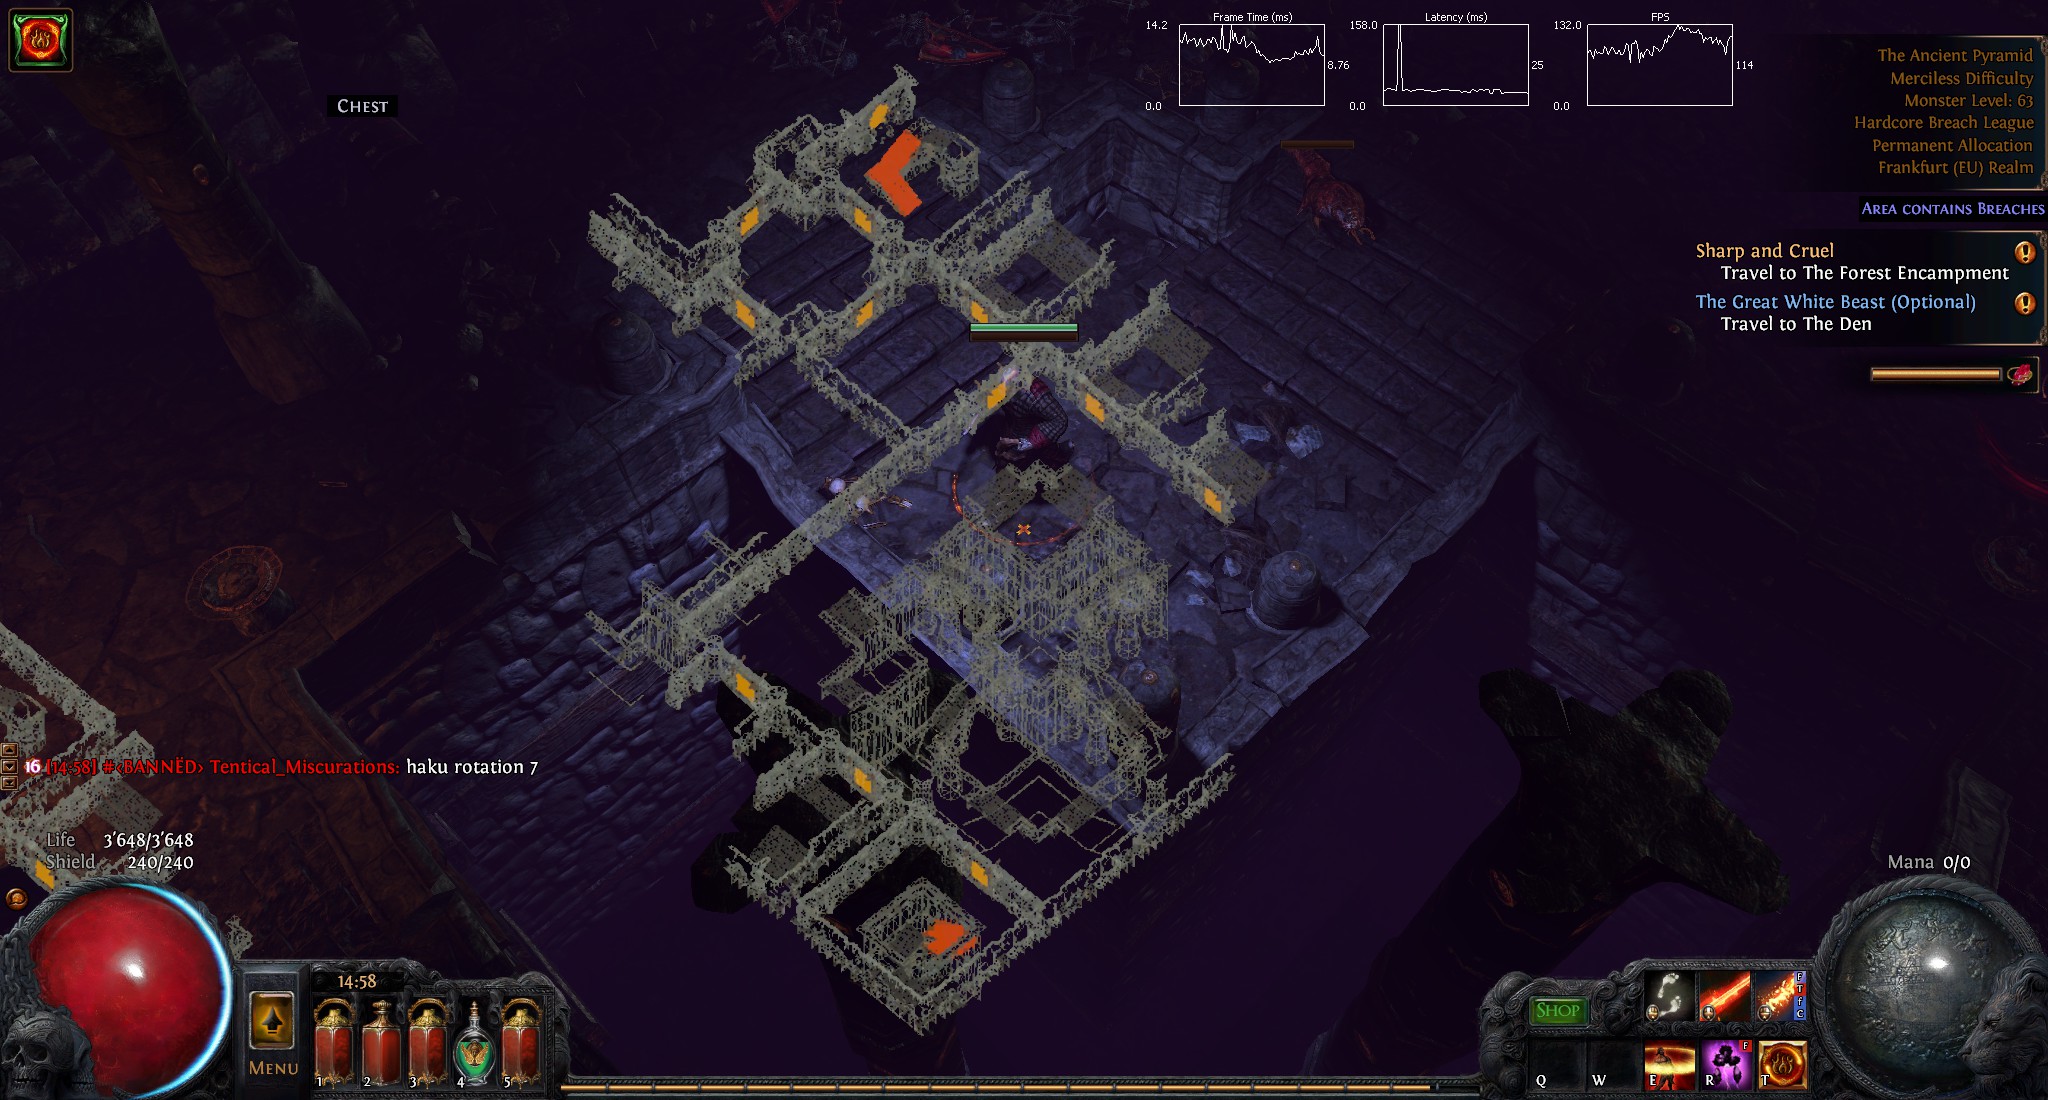 Frame Time (ms)
14.2
8.76
0.0
Latency (ms)
158.0
25
0.0
FPS
132.0
114
0.0
The Ancient Pyramid
Merciless Difficulty
Monster Level: 63
Hardcore Breach League
Permanent Allocation
Frankfurt (EU) Realm
Area contains Breaches
Sharp and Cruel
Travel to The Forest Encampment
The Great White Beast (Optional)
Travel to The Den
Chest
16 [14:58] #<BANNËD> Tentical_Miscurations: haku rotation 7
Life 3'648/3'648
Shield 240/240
14:58
Menu
1 2 3 4 5
Mana 0/0
Shop
F
T
f
C
Q W E R T
F